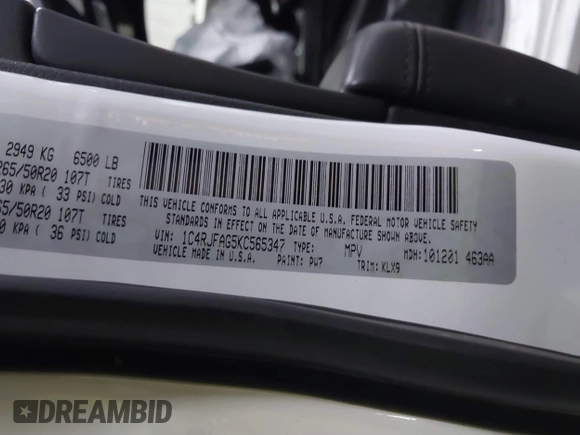 2949 KG 6500 LB
265/50R20 107T TIRES
30 KPA ( 33 PSI) COLD
65/50R20 107T TIRES
0 KPA ( 36 PSI) COLD
THIS VEHICLE CONFORMS TO ALL APPLICABLE U.S.A. FEDERAL MOTOR VEHICLE SAFETY
STANDARDS IN EFFECT ON THE DATE OF MANUFACTURE SHOWN ABOVE.
VIN: 1C4RJFAG5KC565347 TYPE: MPV MDH: 101201 463AA
VEHICLE MADE IN U.S.A. PAINT: PW7 TRIM: KLX9
DREAMBID